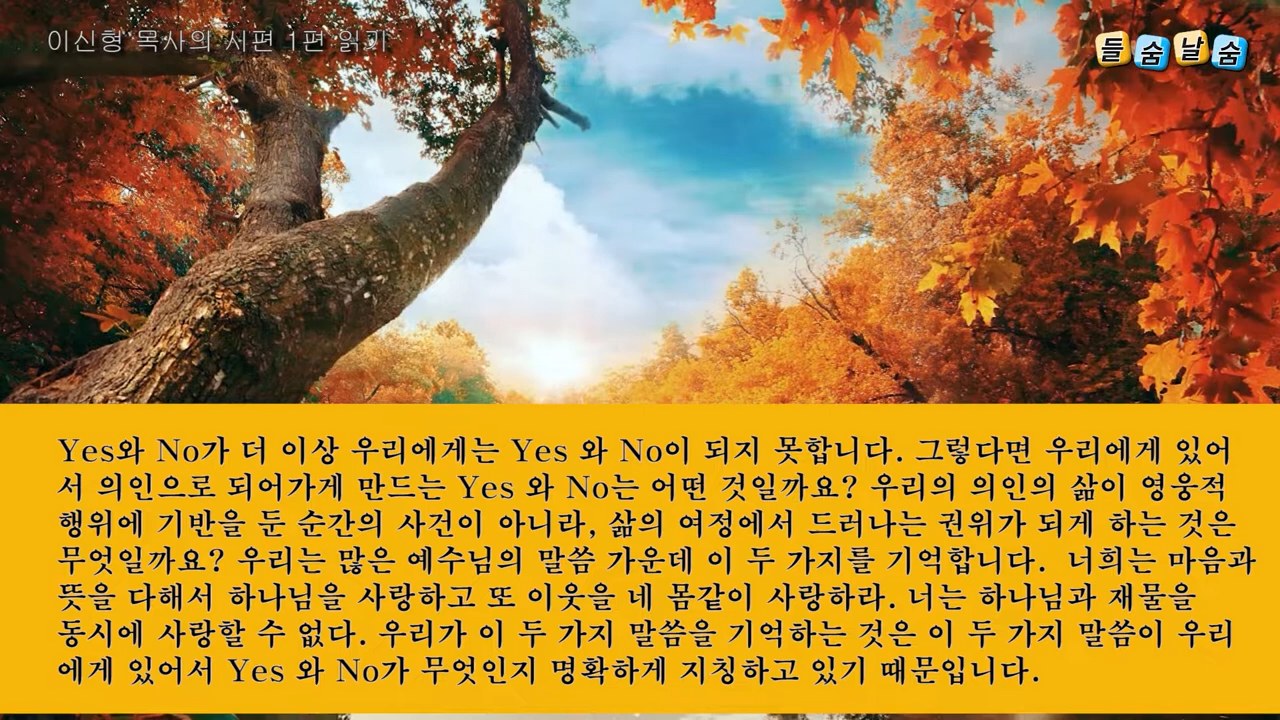 이신형 목사의 시편 1편 읽기
들숨날숨
Yes와 No가 더 이상 우리에게는 Yes 와 No이 되지 못합니다. 그렇다면 우리에게 있어
서 의인으로 되어가게 만드는 Yes 와 No는 어떤 것일까요? 우리의 의인의 삶이 영웅적
행위에 기반을 둔 순간의 사건이 아니라, 삶의 여정에서 드러나는 권위가 되게 하는 것은
무엇일까요? 우리는 많은 예수님의 말씀 가운데 이 두 가지를 기억합니다. 너희는 마음과
뜻을 다해서 하나님을 사랑하고 또 이웃을 네 몸같이 사랑하라. 너는 하나님과 재물을
동시에 사랑할 수 없다. 우리가 이 두 가지 말씀을 기억하는 것은 이 두 가지 말씀이 우리
에게 있어서 Yes 와 No가 무엇인지 명확하게 지칭하고 있기 때문입니다.